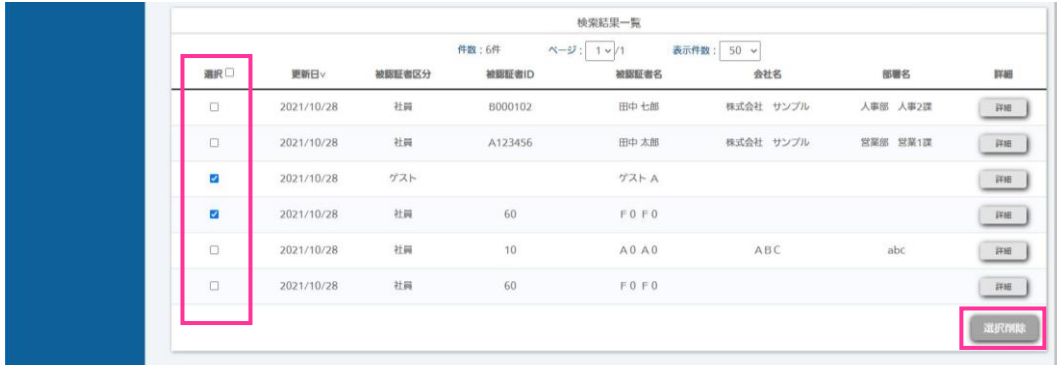 検索結果一覧
件数：6件 ページ： 1 /1 表示件数： 50
選択 更新日∨ 被認証者区分 被認証者ID 被認証者名 会社名 部署名 詳細
2021/10/28 社員 B000102 田中 七郎 株式会社 サンプル 人事部 人事2課 詳細
2021/10/28 社員 A123456 田中 太郎 株式会社 サンプル 営業部 営業1課 詳細
2021/10/28 ゲスト ゲスト A 詳細
2021/10/28 社員 60 Ｆ０ Ｆ０ 詳細
2021/10/28 社員 10 Ａ０ Ａ０ ＡＢＣ abc 詳細
2021/10/28 社員 60 Ｆ０ Ｆ０ 詳細
選択削除